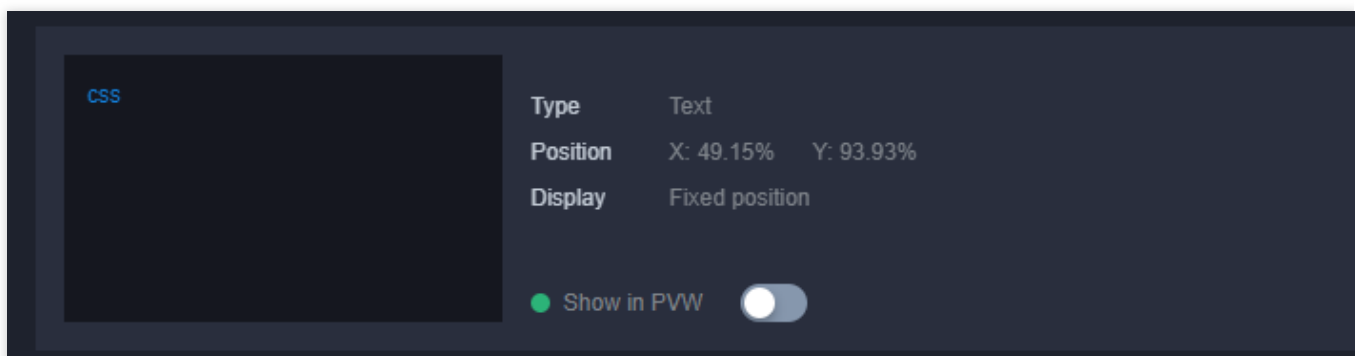 css
Type Text
Position X: 49.15% Y: 93.93%
Display Fixed position
Show in PVW